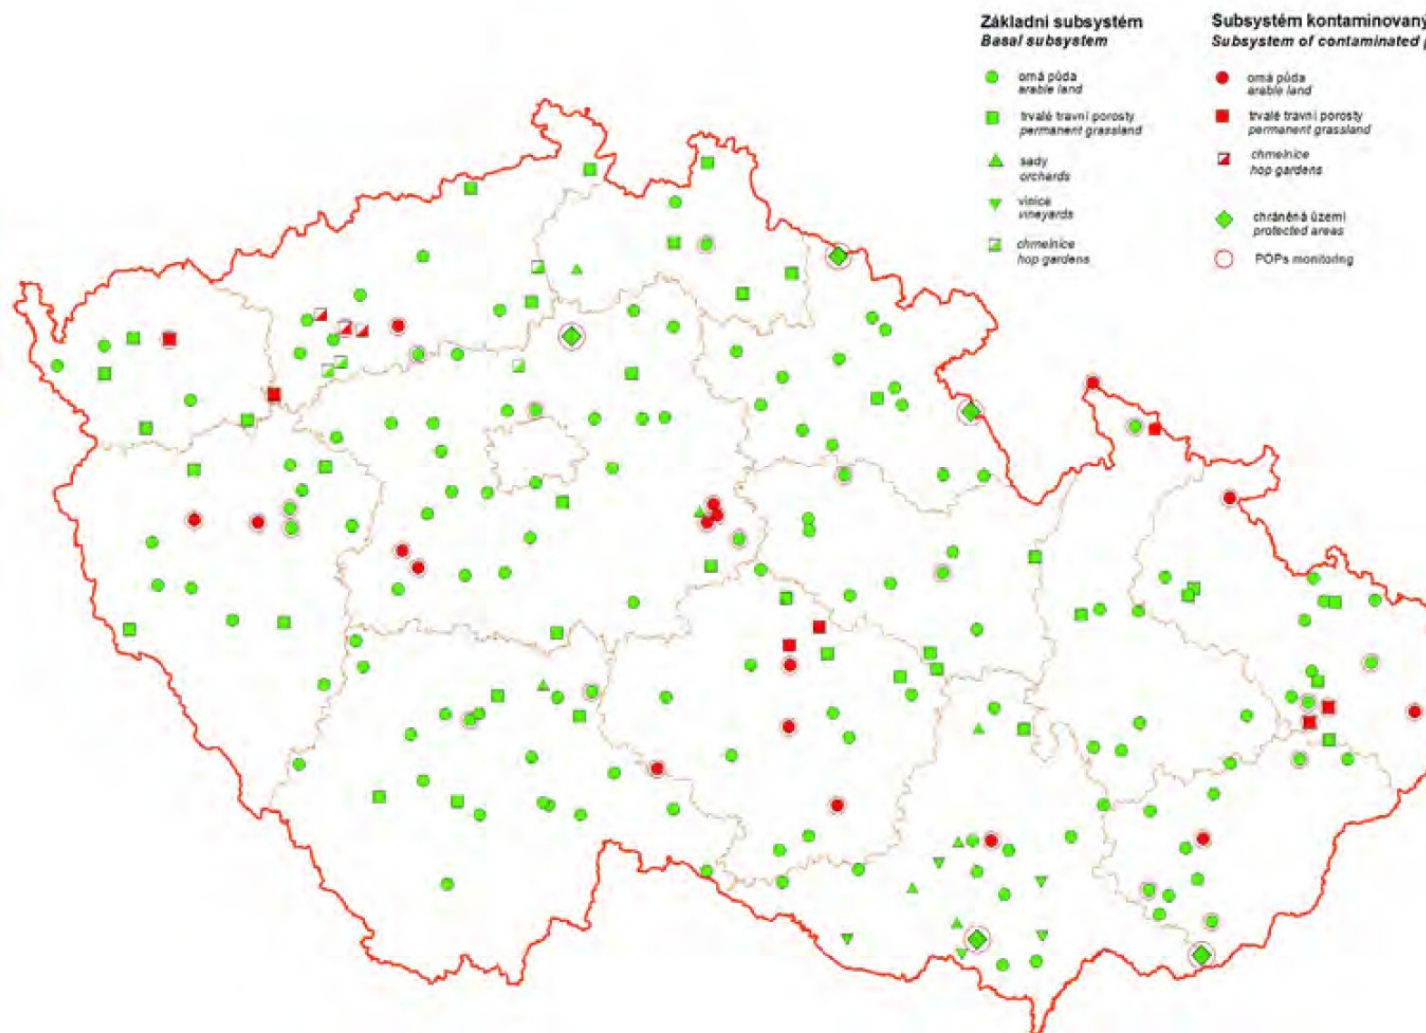 Základní subsystém
Basal subsystem
orná půda
arable land
trvalé travní porosty
permanent grassland
sady
orchards
vinice
vineyards
chmelnice
hop gardens
Subsystém kontaminovaný
Subsystem of contaminated p
orná půda
arable land
trvalé travní porosty
permanent grassland
chmelnice
hop gardens
chráněná území
protected areas
POPs monitoring